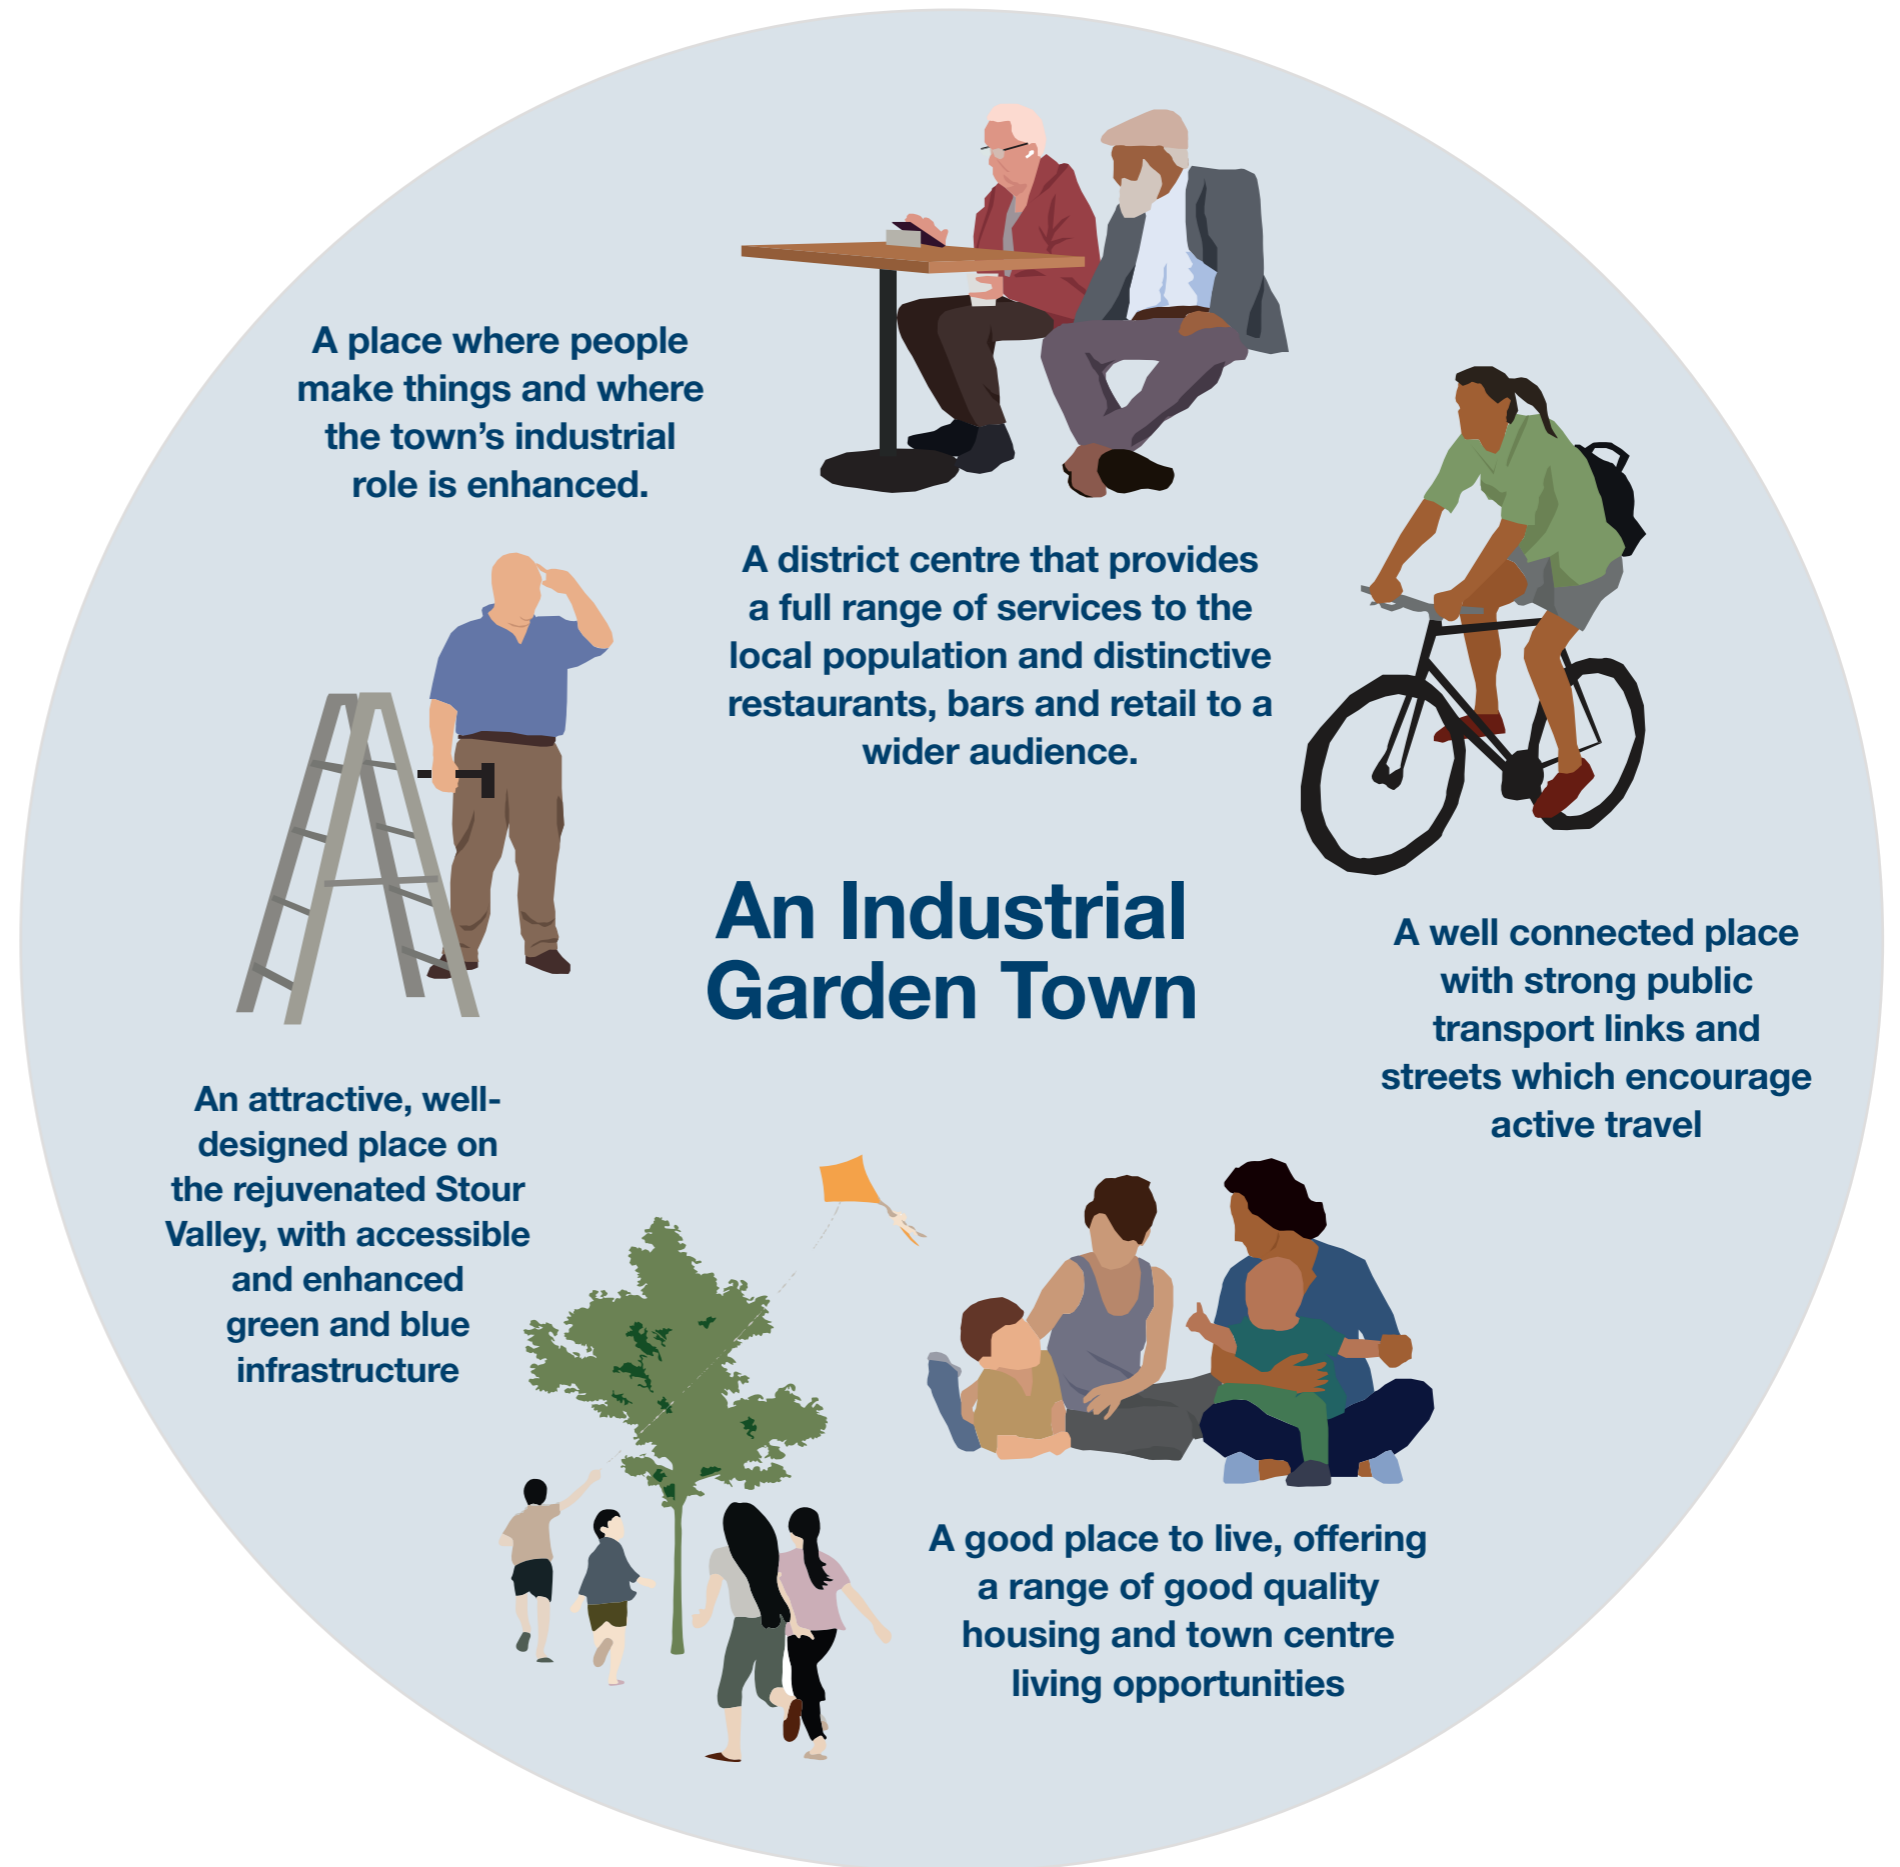 A place where people
make things and where
the town's industrial
role is enhanced.
A district centre that provides
a full range of services to the
local population and distinctive
restaurants, bars and retail to a
wider audience.
An Industrial
Garden Town
A well connected place
with strong public
transport links and
streets which encourage
active travel
An attractive, well-
designed place on
the rejuvenated Stour
Valley, with accessible
and enhanced
green and blue
infrastructure
A good place to live, offering
a range of good quality
housing and town centre
living opportunities